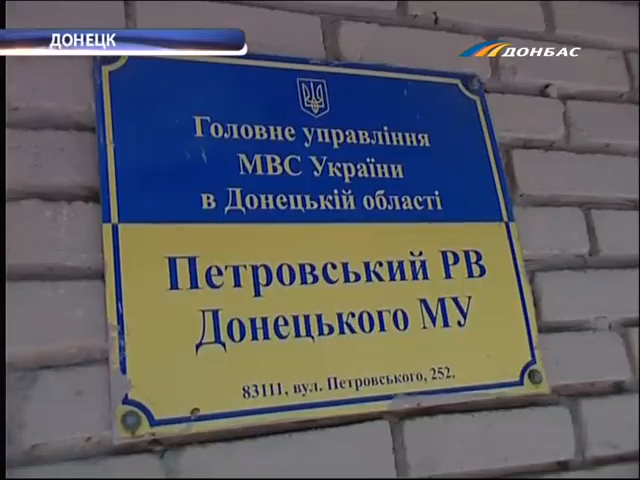 ДОНЕЦК
ДОНБАС
Головне управління
МВС України
в Донецькій області
Петровський РВ
Донецького МУ
83111, вул. Петровського, 252.